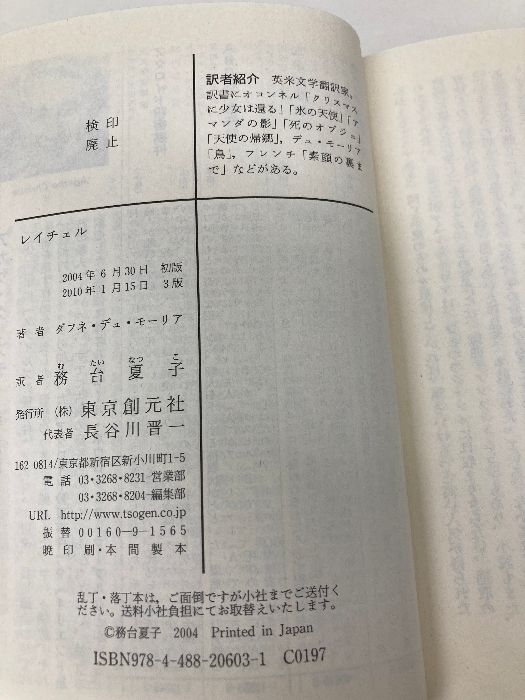 検印
廃止
訳者紹介 英米文学翻訳家。
訳書にオコンネル「クリスマス
に少女は還る」「氷の天使」「ア
マンダの影」「死のオブジェ」
「天使の帰郷」, デュ・モーリア
「鳥」, フレンチ「素顔の裏ま
で」などがある。
レイチェル
2004年6月30日 初版
2010年1月15日 3版
著者 ダフネ・デュ・モーリア
訳者 務台夏子
む たい なつ こ
発行所 (株) 東京創元社
代表者 長谷川晋一
162-0814/東京都新宿区新小川町1-5
電話 03・3268・8231-営業部
03・3268・8204-編集部
URL http://www.tsogen.co.jp
振替 00160-9-1565
暁印刷・本間製本
乱丁・落丁本は, ご面倒ですが小社までご送付く
ださい。送料小社負担にてお取替えいたします。
©務台夏子 2004 Printed in Japan
ISBN978-4-488-20603-1 C0197